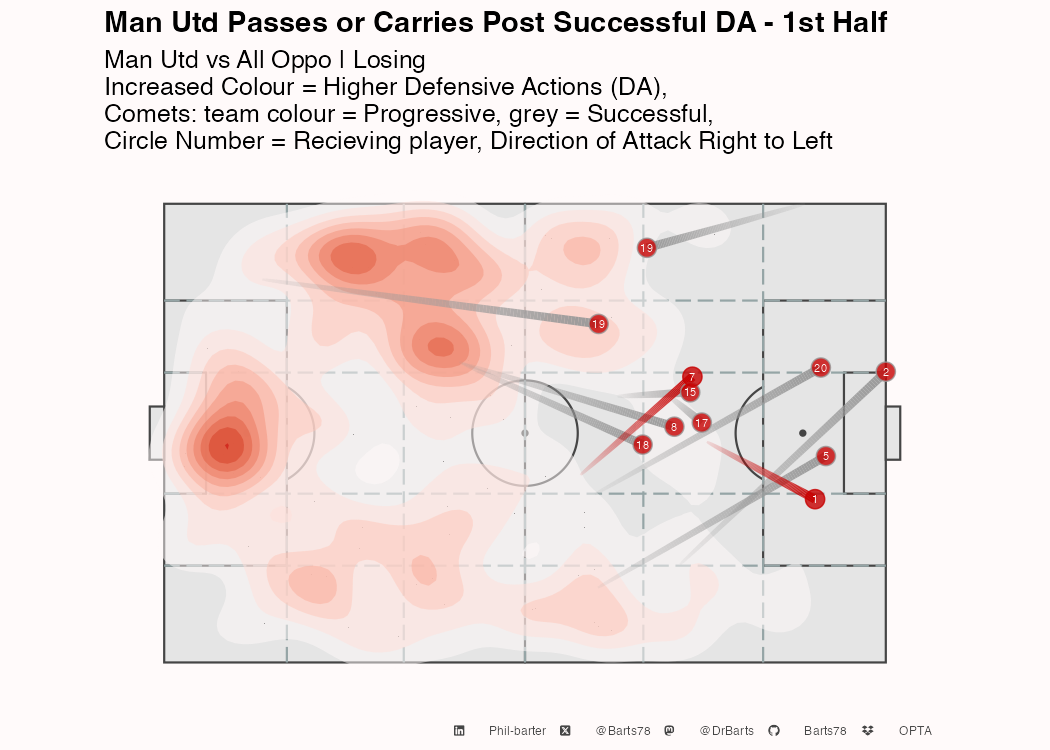 Man Utd Passes or Carries Post Successful DA - 1st Half
Man Utd vs All Oppo | Losing
Increased Colour = Higher Defensive Actions (DA),
Comets: team colour = Progressive, grey = Successful,
Circle Number = Recieving player, Direction of Attack Right to Left
19
19
20
2
7
15
17
8
18
5
1
Phil-barter @Barts78 @DrBarts Barts78 OPTA